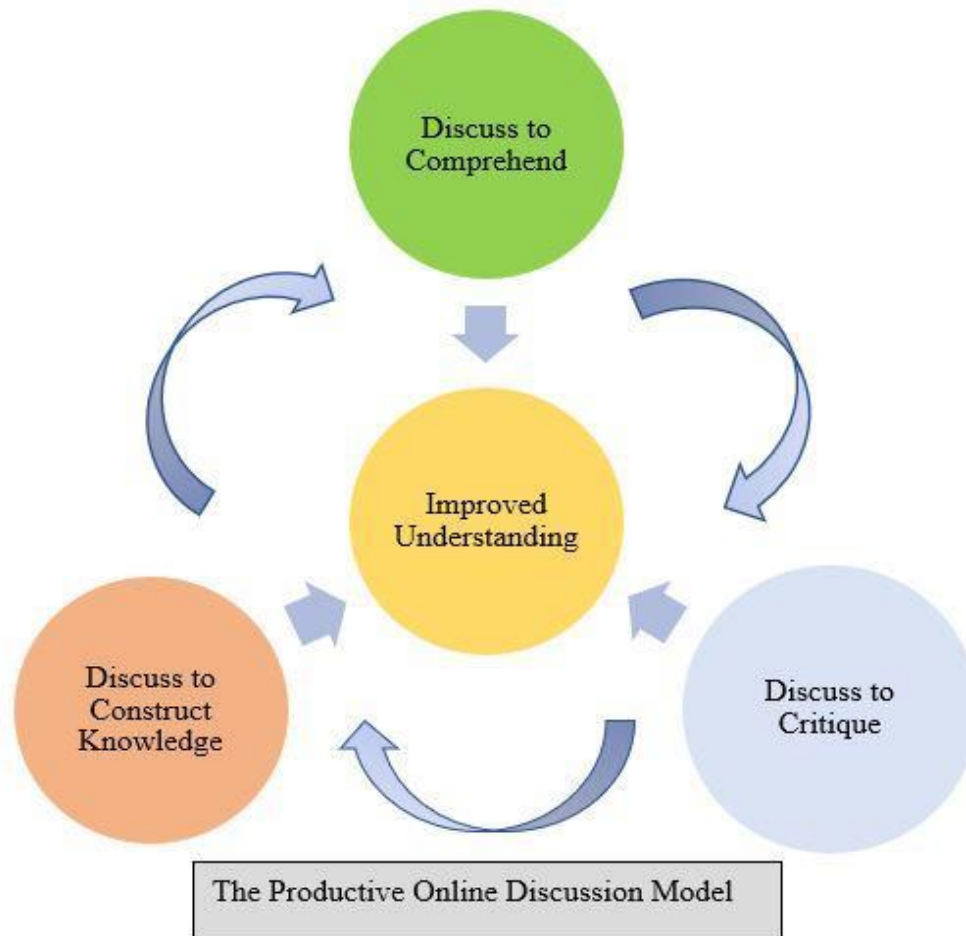 Discuss to
Comprehend
Improved
Understanding
Discuss to
Construct
Knowledge
Discuss to
Critique
The Productive Online Discussion Model